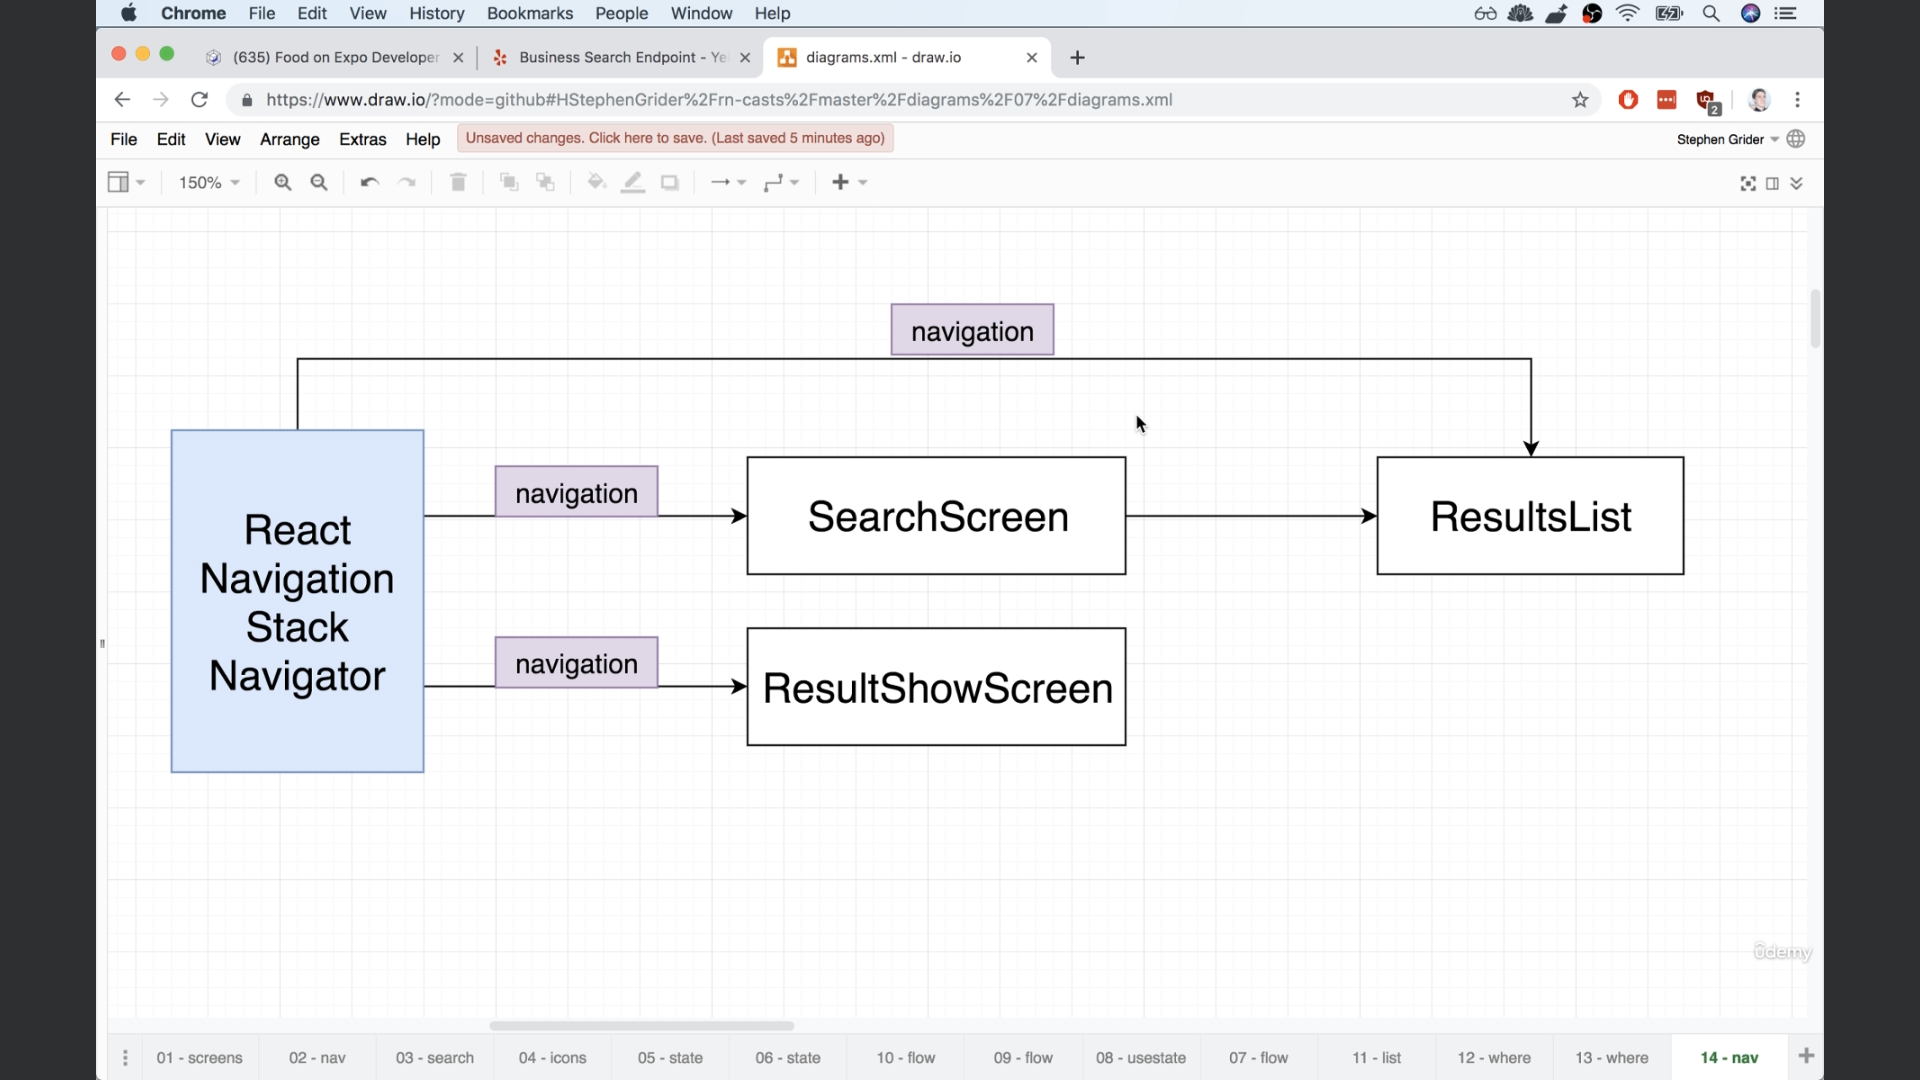 Chrome File Edit View History Bookmarks People Window Help
(635) Food on Expo Developer
Business Search Endpoint - Ye
diagrams.xml - draw.io
https://www.draw.io/?mode=github#HStephenGrider%2Frn-casts%2Fmaster%2Fdiagrams%2F07%2Fdiagrams.xml
2
File Edit View Arrange Extras Help
Unsaved changes. Click here to save. (Last saved 5 minutes ago)
Stephen Grider
150%
navigation
navigation
SearchScreen
ResultsList
React
Navigation
Stack
Navigator
navigation
ResultShowScreen
ûdemy
01 - screens
02 - nav
03 - search
04 - icons
05 - state
06 - state
10 - flow
09 - flow
08 - usestate
07 - flow
11 - list
12 - where
13 - where
14 - nav